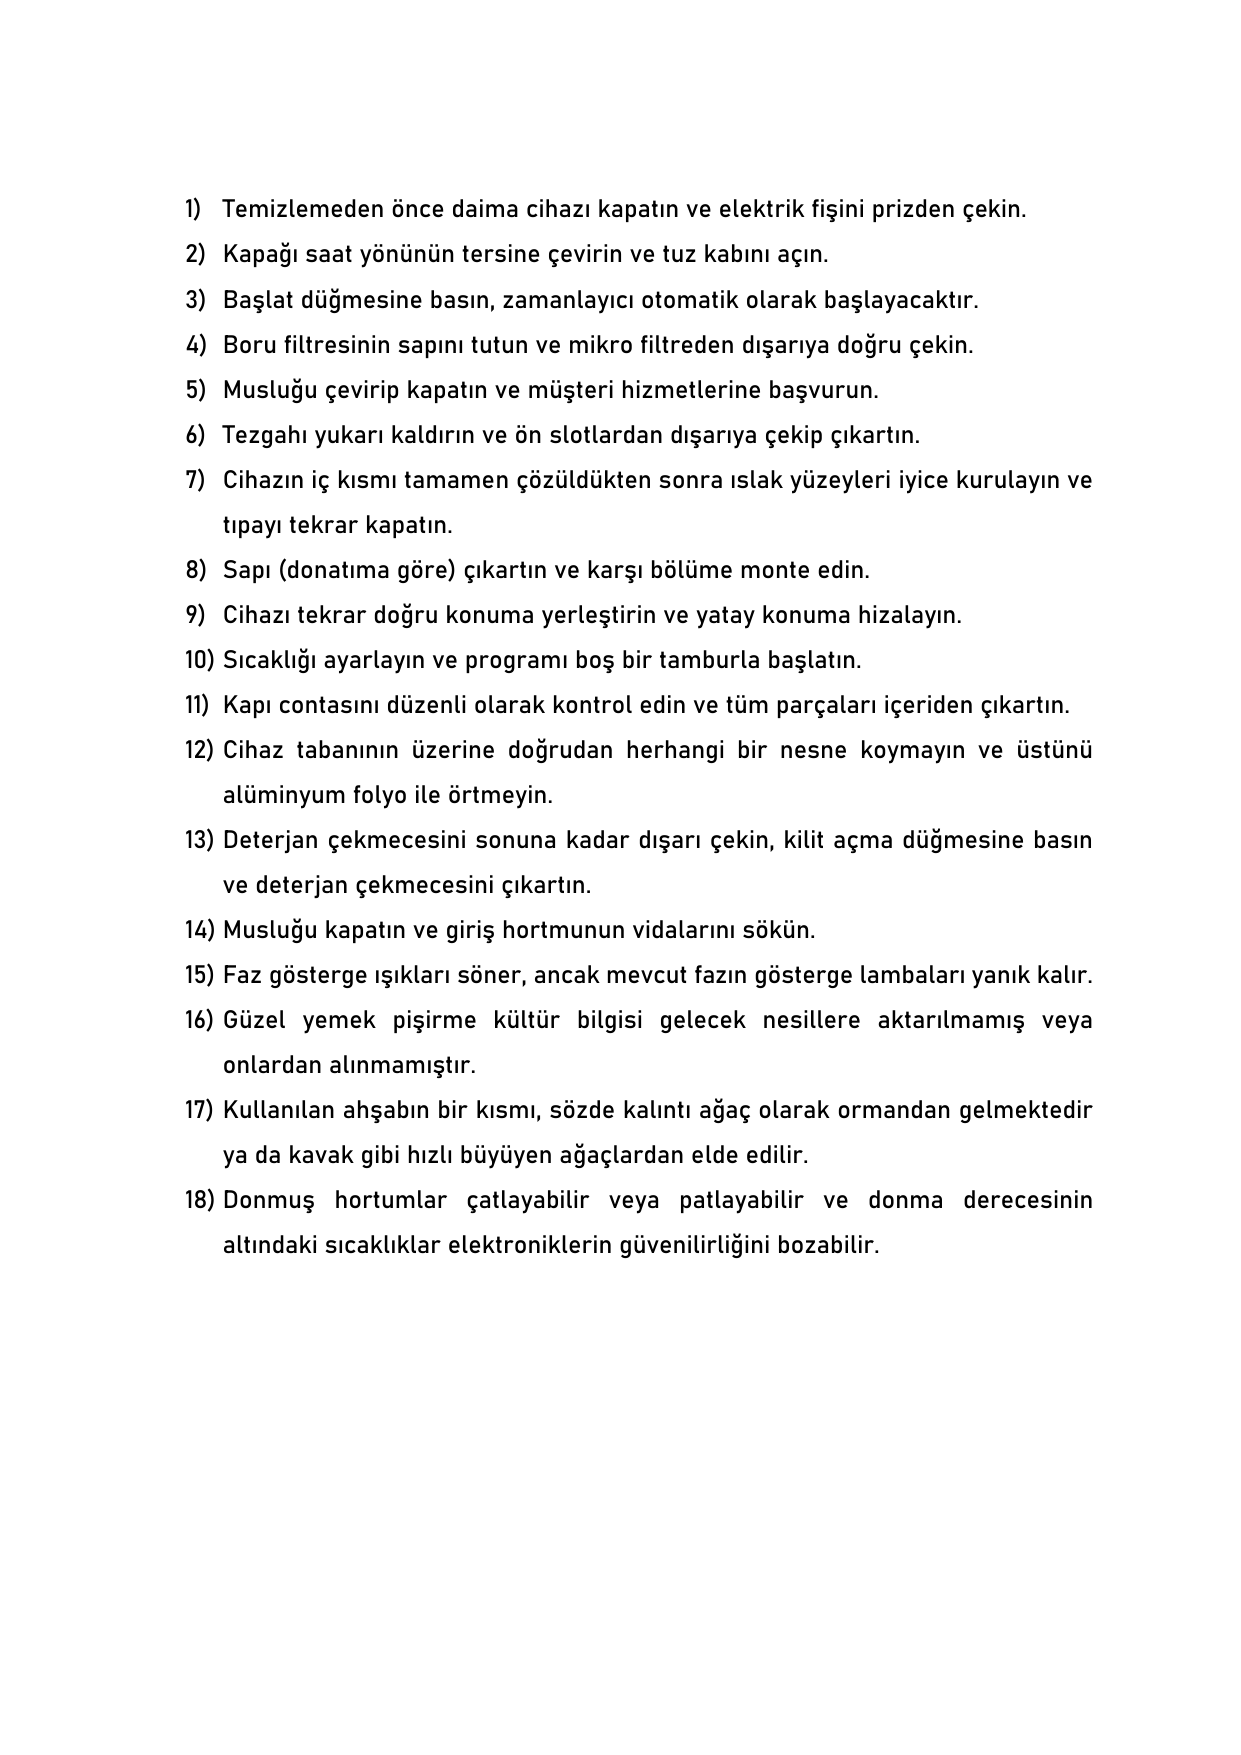 1) Temizlemeden önce daima cihazı kapatın ve elektrik fişini prizden çekin.
2) Kapağı saat yönünün tersine çevirin ve tuz kabını açın.
3) Başlat düğmesine basın, zamanlayıcı otomatik olarak başlayacaktır.
4) Boru filtresinin sapını tutun ve mikro filtreden dışarıya doğru çekin.
5) Musluğu çevirip kapatın ve müşteri hizmetlerine başvurun.
6) Tezgahı yukarı kaldırın ve ön slotlardan dışarıya çekip çıkartın.
7) Cihazın iç kısmı tamamen çözüldükten sonra ıslak yüzeyleri iyice kurulayın ve
tıpayı tekrar kapatın.
8) Sapı (donatıma göre) çıkartın ve karşı bölüme monte edin.
9) Cihazı tekrar doğru konuma yerleştirin ve yatay konuma hizalayın.
10) Sıcaklığı ayarlayın ve programı boş bir tamburla başlatın.
11) Kapı contasını düzenli olarak kontrol edin ve tüm parçaları içeriden çıkartın.
12) Cihaz tabanının üzerine doğrudan herhangi bir nesne koymayın ve üstünü
alüminyum folyo ile örtmeyin.
13) Deterjan çekmecesini sonuna kadar dışarı çekin, kilit açma düğmesine basın
ve deterjan çekmecesini çıkartın.
14) Musluğu kapatın ve giriş hortmunun vidalarını sökün.
15) Faz gösterge ışıkları söner, ancak mevcut fazın gösterge lambaları yanık kalır.
16) Güzel yemek pişirme kültür bilgisi gelecek nesillere aktarılmamış veya
onlardan alınmamıştır.
17) Kullanılan ahşabın bir kısmı, sözde kalıntı ağaç olarak ormandan gelmektedir
ya da kavak gibi hızlı büyüyen ağaçlardan elde edilir.
18) Donmuş hortumlar çatlayabilir veya patlayabilir ve donma derecesinin
altındaki sıcaklıklar elektroniklerin güvenilirliğini bozabilir.